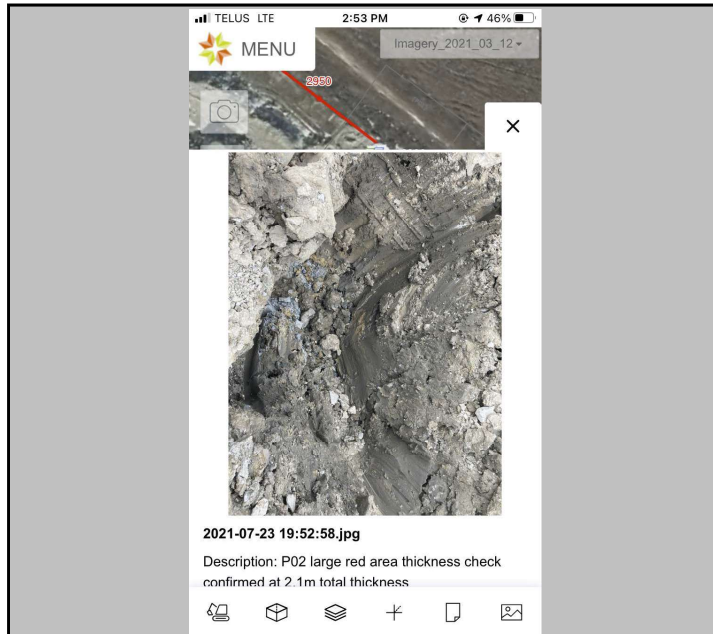 TELUS LTE 2:53 PM 46%
MENU Imagery_2021_03_12
2950
2021-07-23 19:52:58.jpg
Description: P02 large red area thickness check
confirmed at 2.1m total thickness